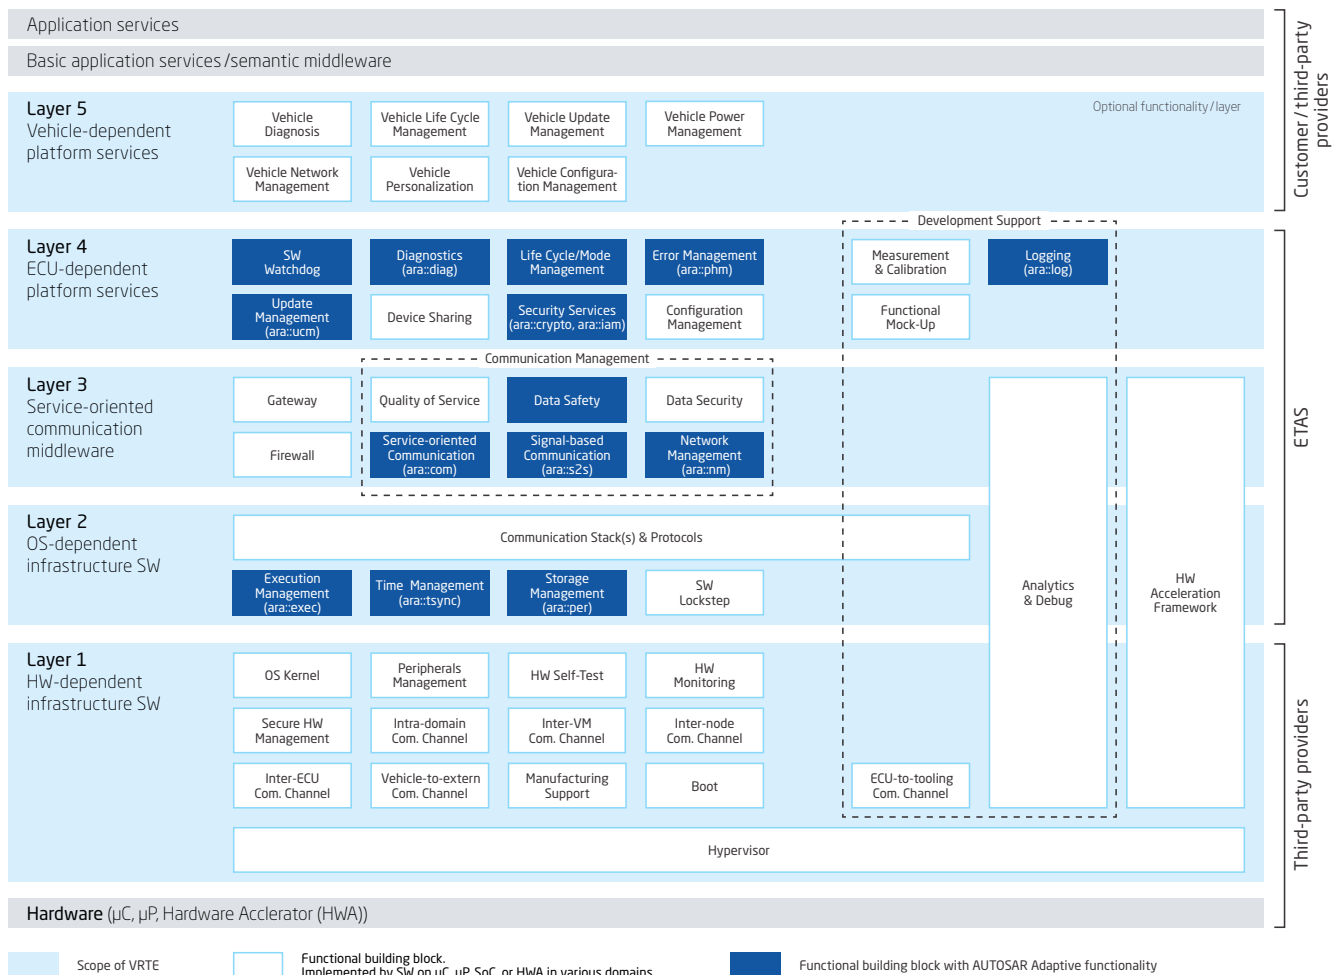 Application services
Basic application services/semantic middleware
Customer/third-party
providers
Layer 5
Vehicle-dependent
platform services
Vehicle
Diagnosis
Vehicle Life Cycle
Management
Vehicle Update
Management
Vehicle Power
Management
Optional functionality/layer
Vehicle Network
Management
Vehicle
Personalization
Vehicle Configura-
tion Management
Development Support
Layer 4
ECU-dependent
platform services
SW
Watchdog
Diagnostics
(ara::diag)
Life Cycle/Mode
Management
Error Management
(ara::phm)
Measurement
& Calibration
Logging
(ara::log)
Update
Management
(ara::ucm)
Device Sharing
Security Services
(ara::crypto, ara::iam)
Configuration
Management
Functional
Mock-Up
Communication Management
ETAS
Layer 3
Service-oriented
communication
middleware
Gateway
Quality of Service
Data Safety
Data Security
Firewall
Service-oriented
Communication
(ara::com)
Signal-based
Communication
(ara::s2s)
Network
Management
(ara::nm)
Layer 2
OS-dependent
infrastructure SW
Communication Stack(s) & Protocols
Execution
Management
(ara::exec)
Time Management
(ara::tsync)
Storage
Management
(ara::per)
SW
Lockstep
Analytics
& Debug
HW
Acceleration
Framework
Layer 1
HW-dependent
infrastructure SW
OS Kernel
Peripherals
Management
HW Self-Test
HW
Monitoring
Secure HW
Management
Intra-domain
Com. Channel
Inter-VM
Com. Channel
Inter-node
Com. Channel
Inter-ECU
Com. Channel
Vehicle-to-extern
Com. Channel
Manufacturing
Support
Boot
ECU-to-tooling
Com. Channel
Third-party providers
Hypervisor
Hardware (µC, µP, Hardware Acclerator (HWA))
Scope of VRTE
Functional building block.
Implemented by SW on µC, µP, SoC, or HWA in various domains
Functional building block with AUTOSAR Adaptive functionality